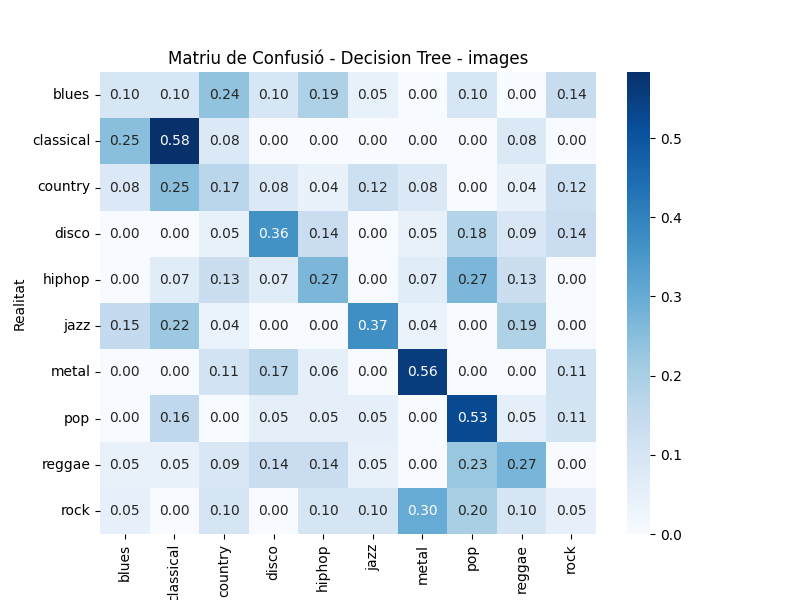 Matriu de Confusió - Decision Tree - images
Realitat
blues 0.10 0.10 0.24 0.10 0.19 0.05 0.00 0.10 0.00 0.14
classical 0.25 0.58 0.08 0.00 0.00 0.00 0.00 0.00 0.08 0.00
country 0.08 0.25 0.17 0.08 0.04 0.12 0.08 0.00 0.04 0.12
disco 0.00 0.00 0.05 0.36 0.14 0.00 0.05 0.18 0.09 0.14
hiphop 0.00 0.07 0.13 0.07 0.27 0.00 0.07 0.27 0.13 0.00
jazz 0.15 0.22 0.04 0.00 0.00 0.37 0.04 0.00 0.19 0.00
metal 0.00 0.00 0.11 0.17 0.06 0.00 0.56 0.00 0.00 0.11
pop 0.00 0.16 0.00 0.05 0.05 0.05 0.00 0.53 0.05 0.11
reggae 0.05 0.05 0.09 0.14 0.14 0.05 0.00 0.23 0.27 0.00
rock 0.05 0.00 0.10 0.00 0.10 0.10 0.30 0.20 0.10 0.05
blues classical country disco hiphop jazz metal pop reggae rock
0.5
0.4
0.3
0.2
0.1
0.0